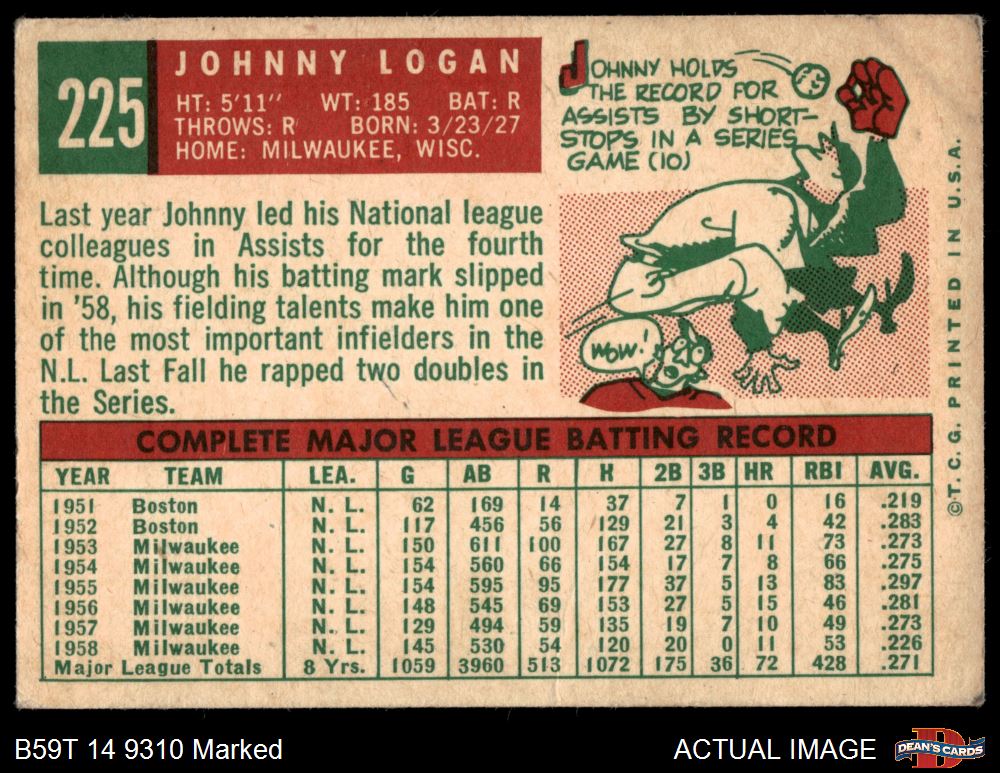 225
JOHNNY LOGAN
HT: 5'11" WT: 185 BAT: R
THROWS: R BORN: 3/23/27
HOME: MILWAUKEE, WISC.
JOHNNY HOLDS
THE RECORD FOR
ASSISTS BY SHORT-
STOPS IN A SERIES
GAME (10)
WOW.
Last year Johnny led his National league
colleagues in Assists for the fourth
time. Although his batting mark slipped
in '58, his fielding talents make him one
of the most important infielders in the
N.L. Last Fall he rapped two doubles in
the Series.
COMPLETE MAJOR LEAGUE BATTING RECORD
YEAR TEAM LEA. G AB R H 2B 3B HR RBI AVG.
1951 Boston N. L. 62 169 14 37 7 1 0 16 .219
1952 Boston N. L. 117 456 56 129 21 3 4 42 .283
1953 Milwaukee N. L. 150 611 100 167 27 8 11 73 .273
1954 Milwaukee N. L. 154 560 66 154 17 7 8 66 .275
1955 Milwaukee N. L. 154 595 95 177 37 5 13 83 .297
1956 Milwaukee N. L. 148 545 69 153 27 5 15 46 .281
1957 Milwaukee N. L. 129 494 59 135 19 7 10 49 .273
1958 Milwaukee N. L. 145 530 54 120 20 0 11 53 .226
Major League Totals 8 Yrs. 1059 3960 513 1072 175 36 72 428 .271
©T.C.G. PRINTED IN U.S.A.
B59T 14 9310 Marked
ACTUAL IMAGE
DEAN'S CARDS